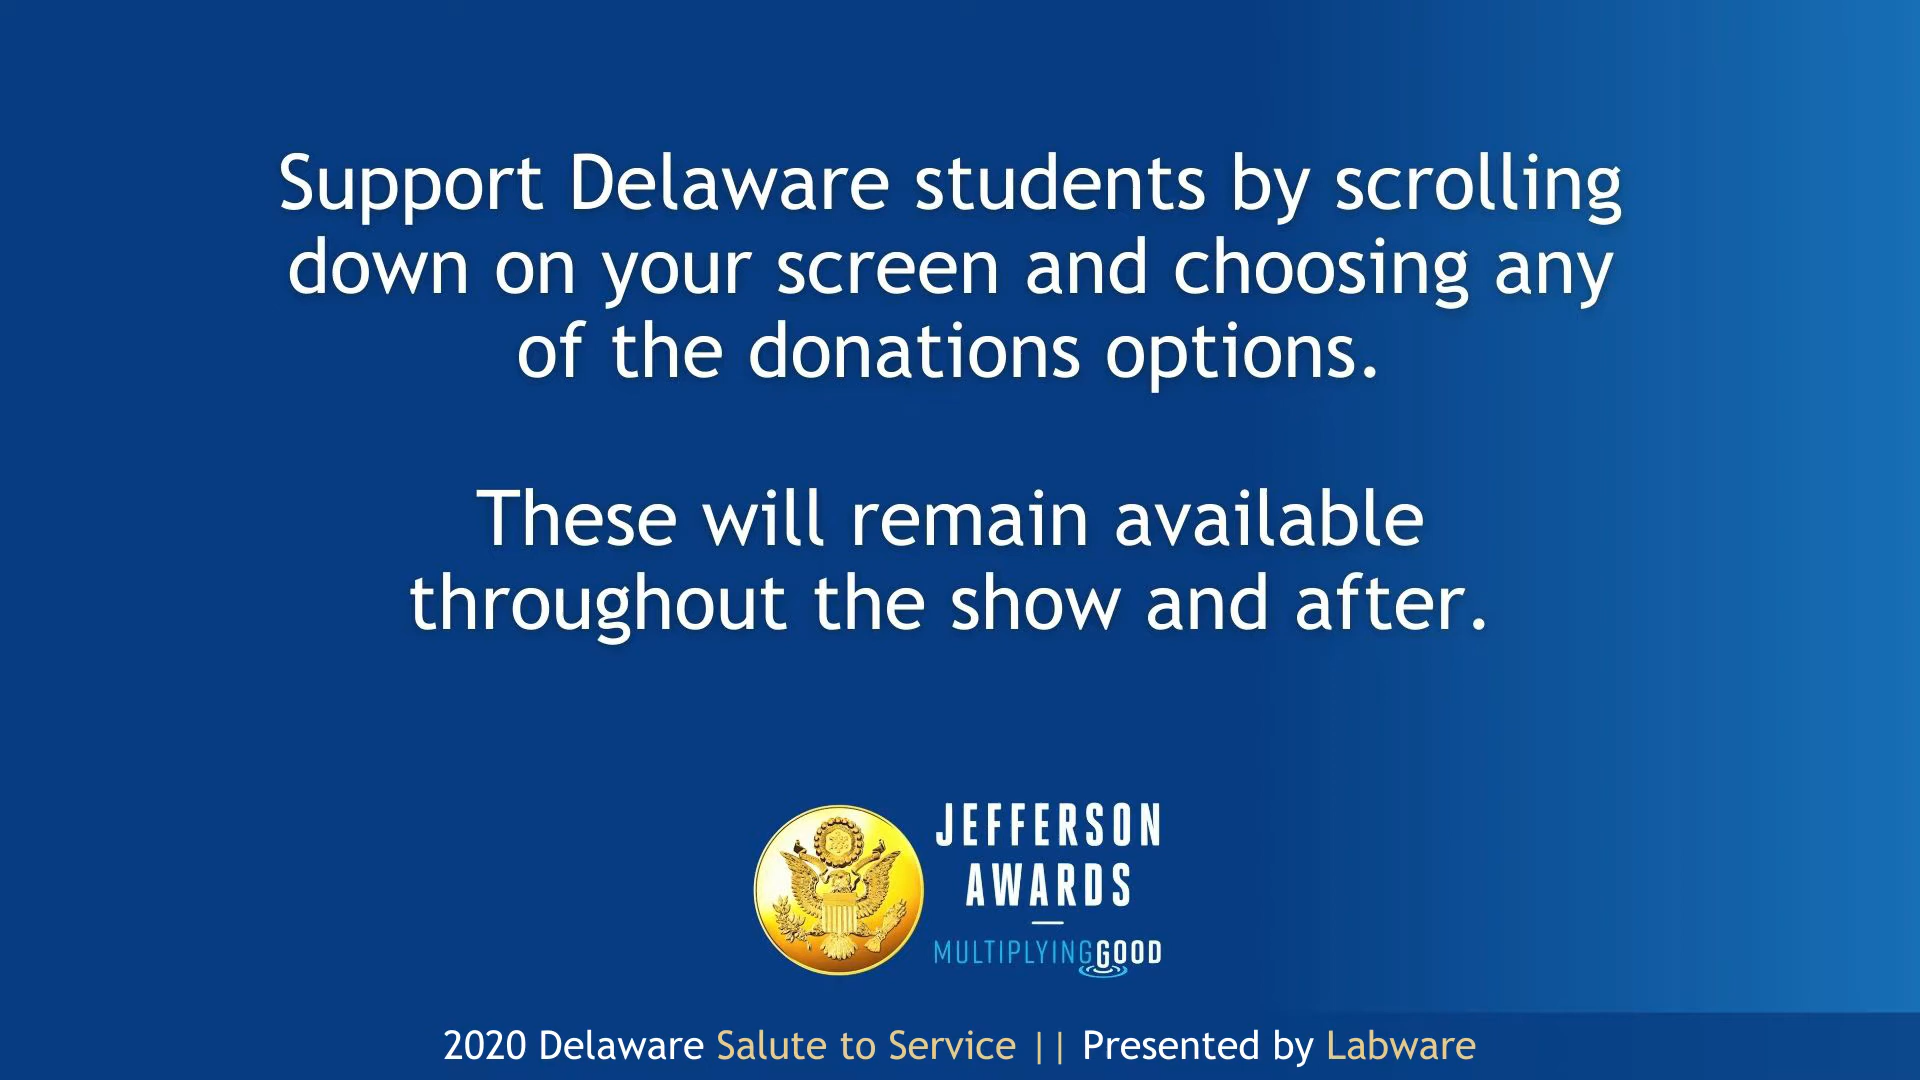 Support Delaware students by scrolling
down on your screen and choosing any
of the donations options.
These will remain available
throughout the show and after.
JEFFERSON
AWARDS
MULTIPLYINGGOOD
2020 Delaware Salute to Service || Presented by Labware